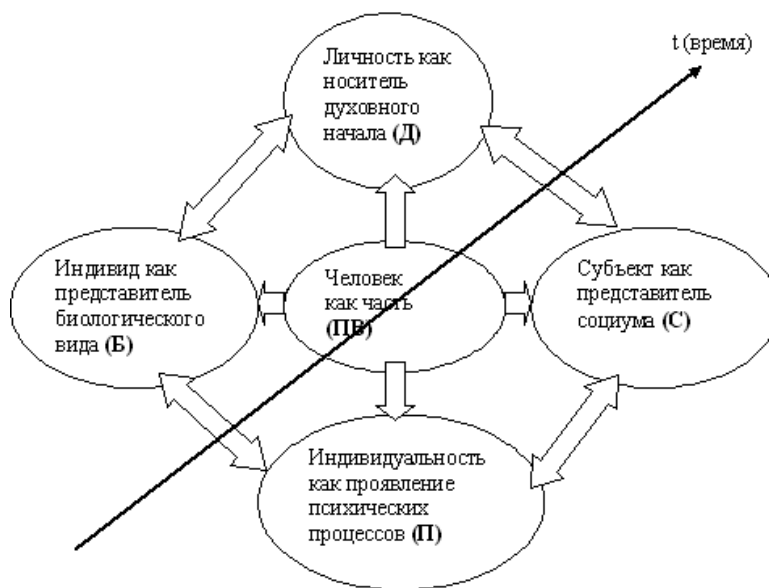 Личность как
носитель
духовного
начала (Д)
t (время)
Индивид как
представитель
биологического
вида (Б)
Человек
как часть
(ПВ)
Субъект как
представитель
социума (С)
Индивидуальность
как проявление
психических
процессов (П)